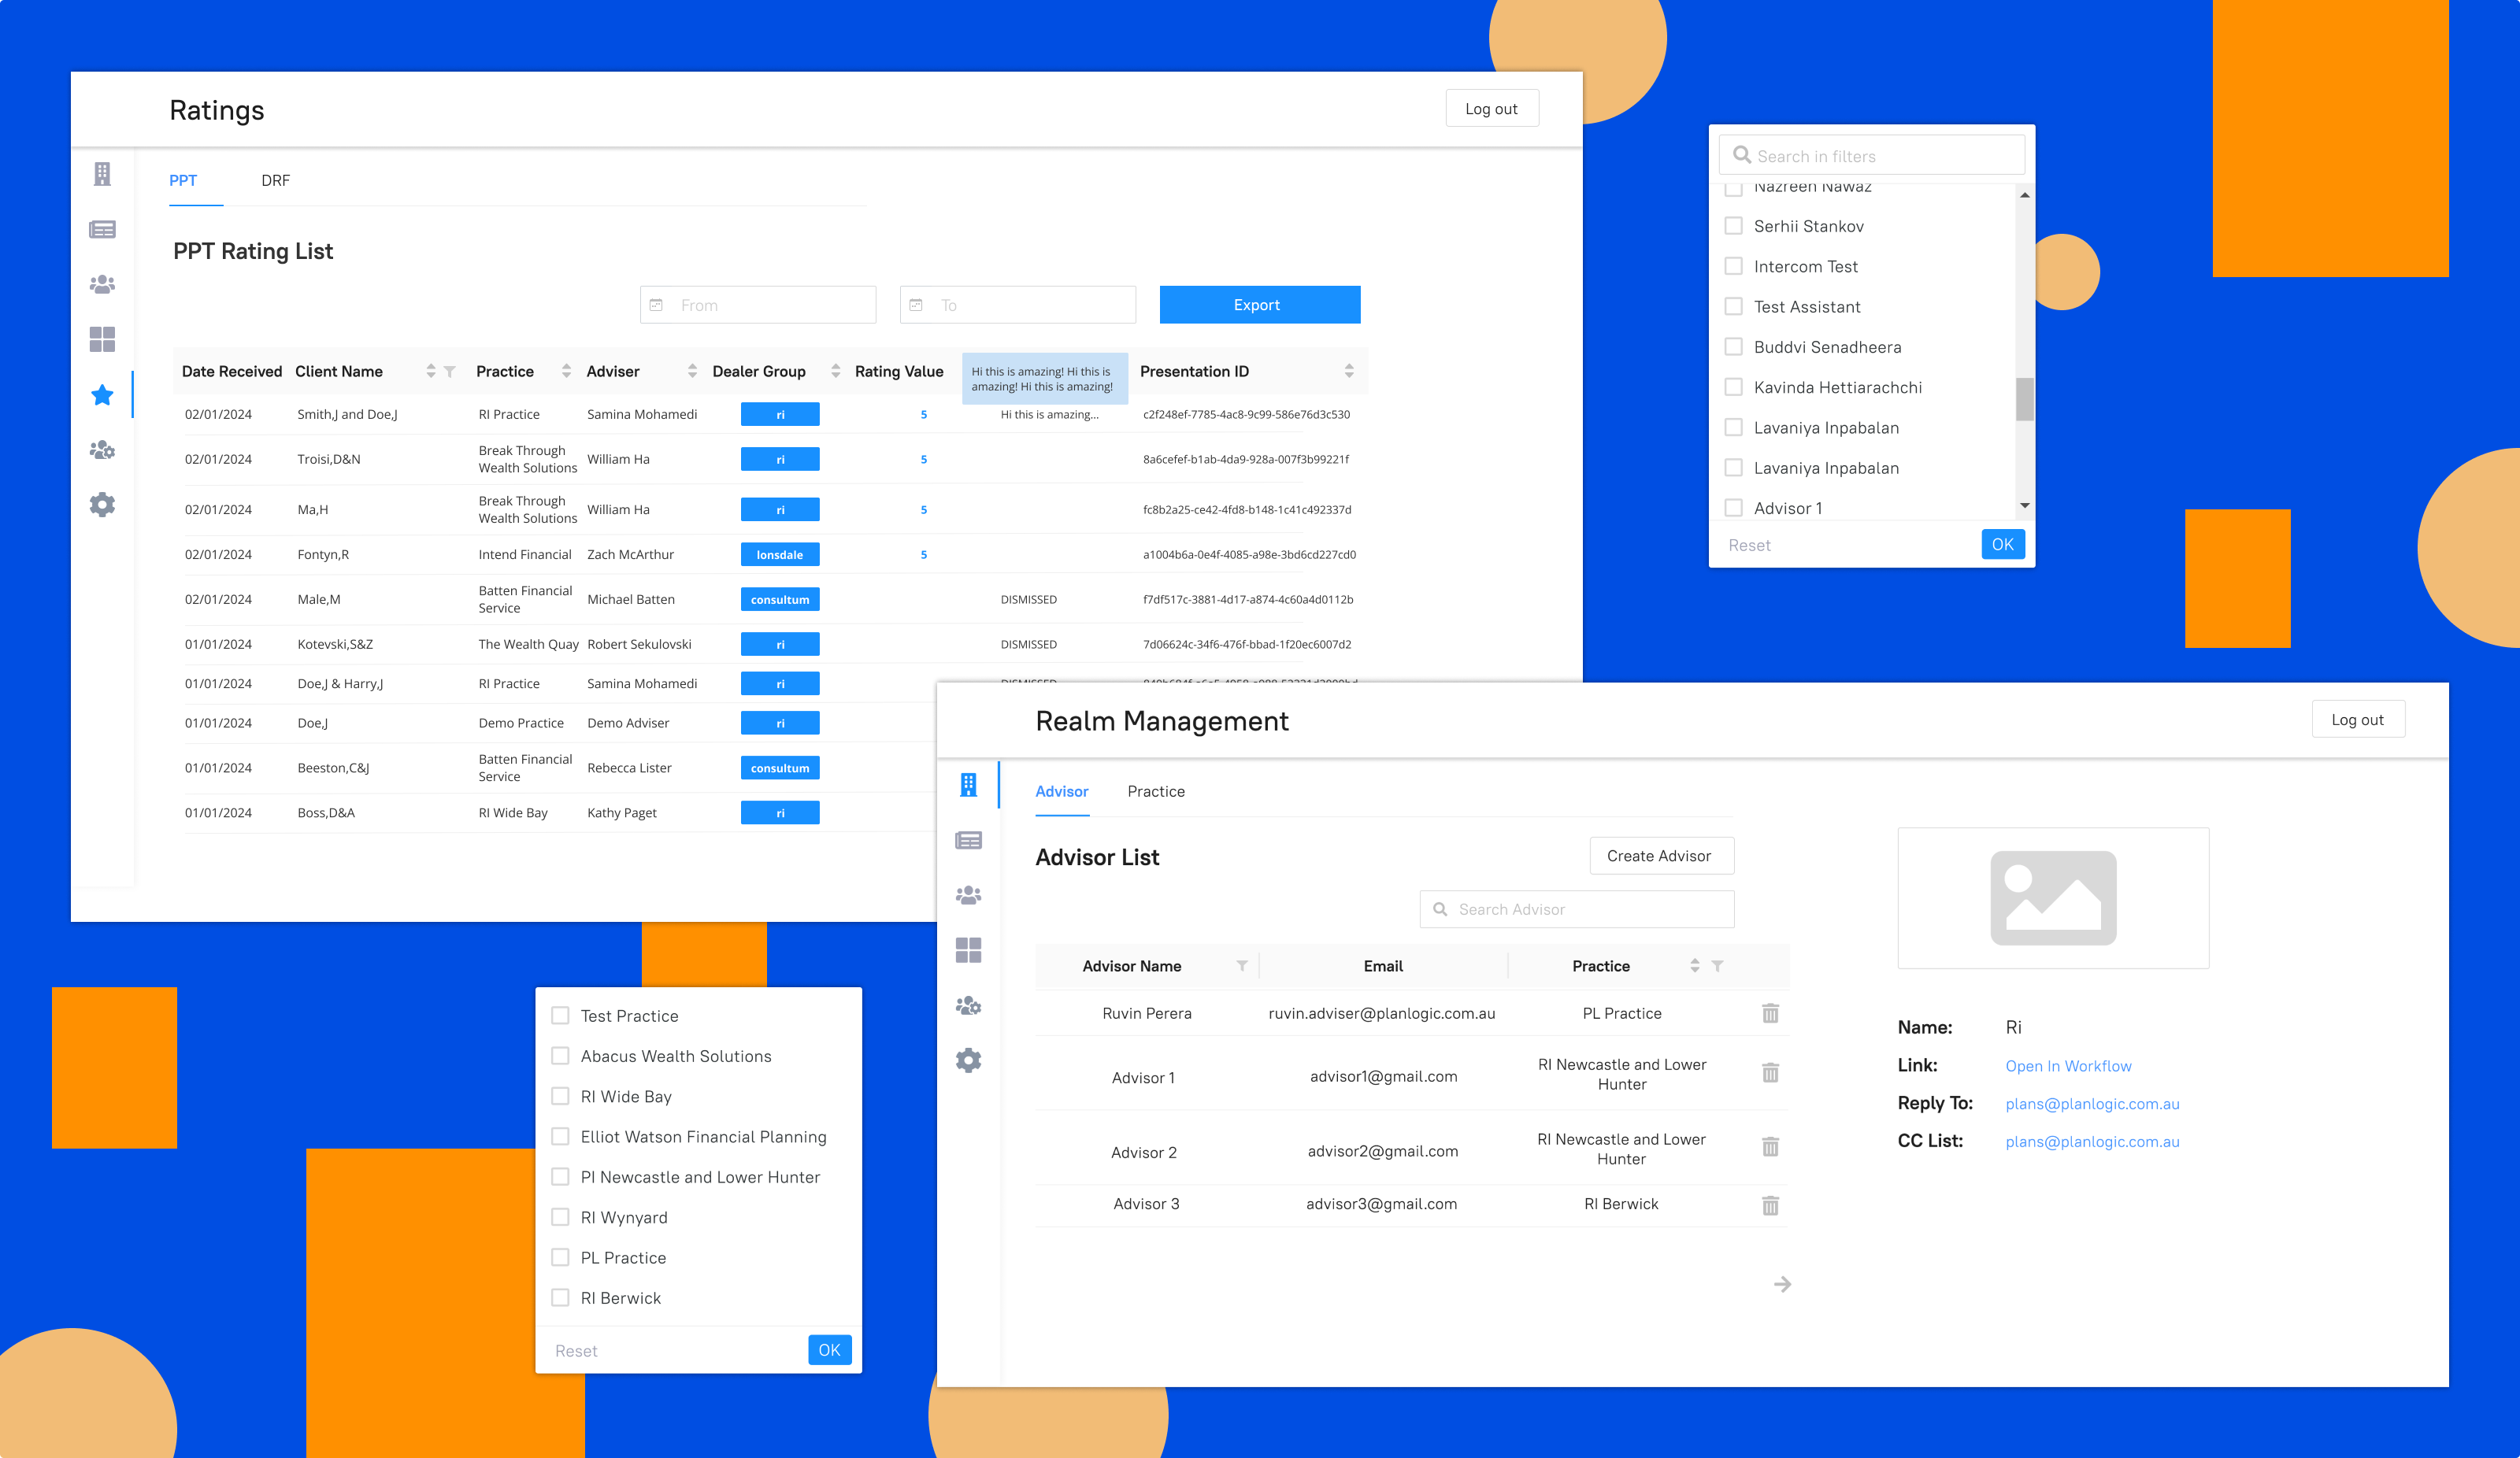 Ratings
Log out
PPT
DRF
PPT Rating List
From
To
Export
Date Received Client Name Practice Adviser Dealer Group Rating Value Presentation ID
Hi this is amazing! Hi this is
amazing! Hi this is amazing!
02/01/2024 Smith,J and Doe,J RI Practice Samina Mohamedi ri 5 Hi this is amazing... c2f248ef-7785-4ac8-9c99-586e76d3c530
02/01/2024 Troisi,D&N Break Through Wealth Solutions William Ha ri 5 8a6cefef-b1ab-4da9-928a-007f3b99221f
02/01/2024 Ma,H Break Through Wealth Solutions William Ha ri 5 fc8b2a25-ce42-4fd8-b148-1c41c492337d
02/01/2024 Fontyn,R Intend Financial Zach McArthur lonsdale 5 a1004b6a-0e4f-4085-a98e-3bd6cd227cd0
02/01/2024 Male,M Batten Financial Service Michael Batten consultum DISMISSED f7df517c-3881-4d17-a874-4c60a4d0112b
01/01/2024 Kotevski,S&Z The Wealth Quay Robert Sekulovski ri DISMISSED 7d06624c-34f6-476f-bbad-1f20ec6007d2
01/01/2024 Doe,J & Harry,J RI Practice Samina Mohamedi ri DISMISSED
01/01/2024 Doe,J Demo Practice Demo Adviser ri
01/01/2024 Beeston,C&J Batten Financial Service Rebecca Lister consultum
01/01/2024 Boss,D&A RI Wide Bay Kathy Paget ri
Search in filters
Nazreen Nawaz
Serhii Stankov
Intercom Test
Test Assistant
Buddvi Senadheera
Kavinda Hettiarachchi
Lavaniya Inpabalan
Lavaniya Inpabalan
Advisor 1
Reset
OK
Realm Management
Log out
Advisor
Practice
Advisor List
Create Advisor
Search Advisor
Advisor Name Email Practice
Ruvin Perera ruvin.adviser@planlogic.com.au PL Practice
Advisor 1 advisor1@gmail.com RI Newcastle and Lower Hunter
Advisor 2 advisor2@gmail.com RI Newcastle and Lower Hunter
Advisor 3 advisor3@gmail.com RI Berwick
Name: Ri
Link: Open In Workflow
Reply To: plans@planlogic.com.au
CC List: plans@planlogic.com.au
Test Practice
Abacus Wealth Solutions
RI Wide Bay
Elliot Watson Financial Planning
PI Newcastle and Lower Hunter
RI Wynyard
PL Practice
RI Berwick
Reset
OK